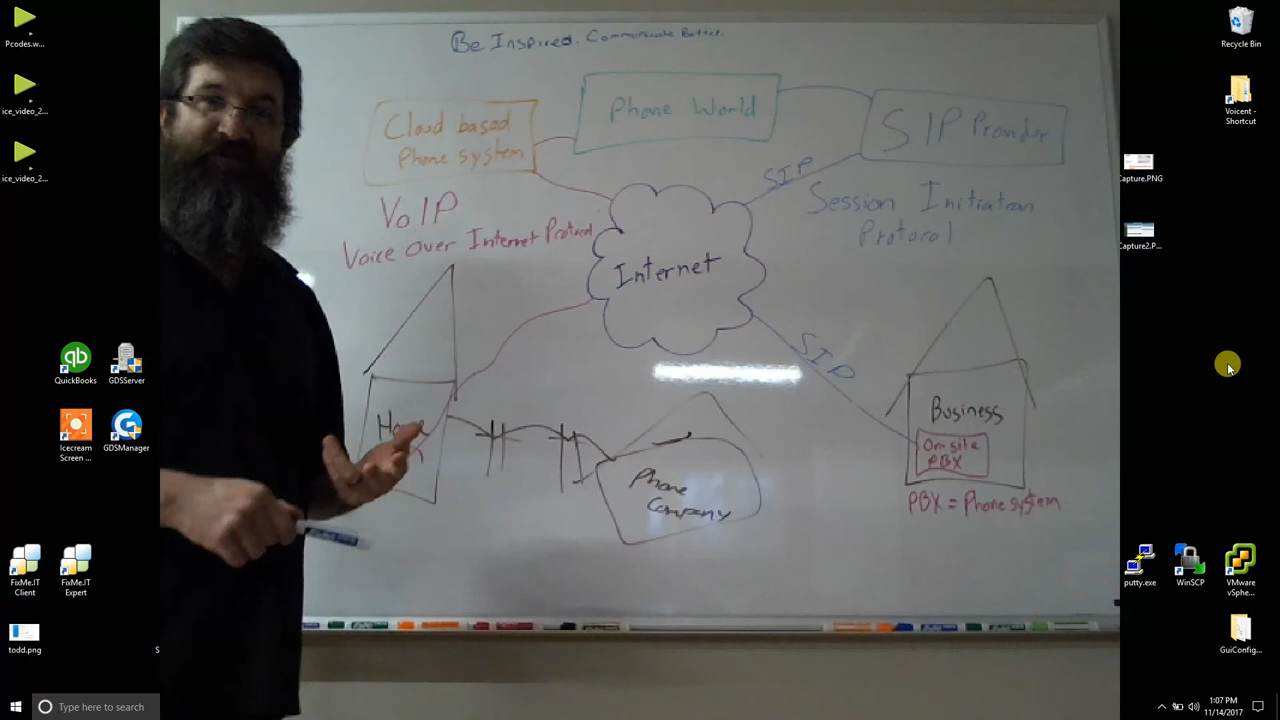 Be Inspired. Communicate Better.
Cloud based
Phone system
Phone World
SIP Provider
SIP
VoIP
Voice Over Internet Protocol
Session Initiation
Protocol
Internet
SIP
Home
Phone
Company
Business
Onsite
PBX
PBX = Phone system
Pcodes.w...
ice_video_2...
ice_video_2...
QuickBooks
GDSServer
Icecream
Screen ...
GDSManager
FixMe.IT
Client
FixMe.IT
Expert
todd.png
S
Type here to search
Recycle Bin
Voicent -
Shortcut
Capture.PNG
Capture2.P...
putty.exe
WinSCP
VMware
vSphe...
GuiConfig...
1:07 PM
11/14/2017